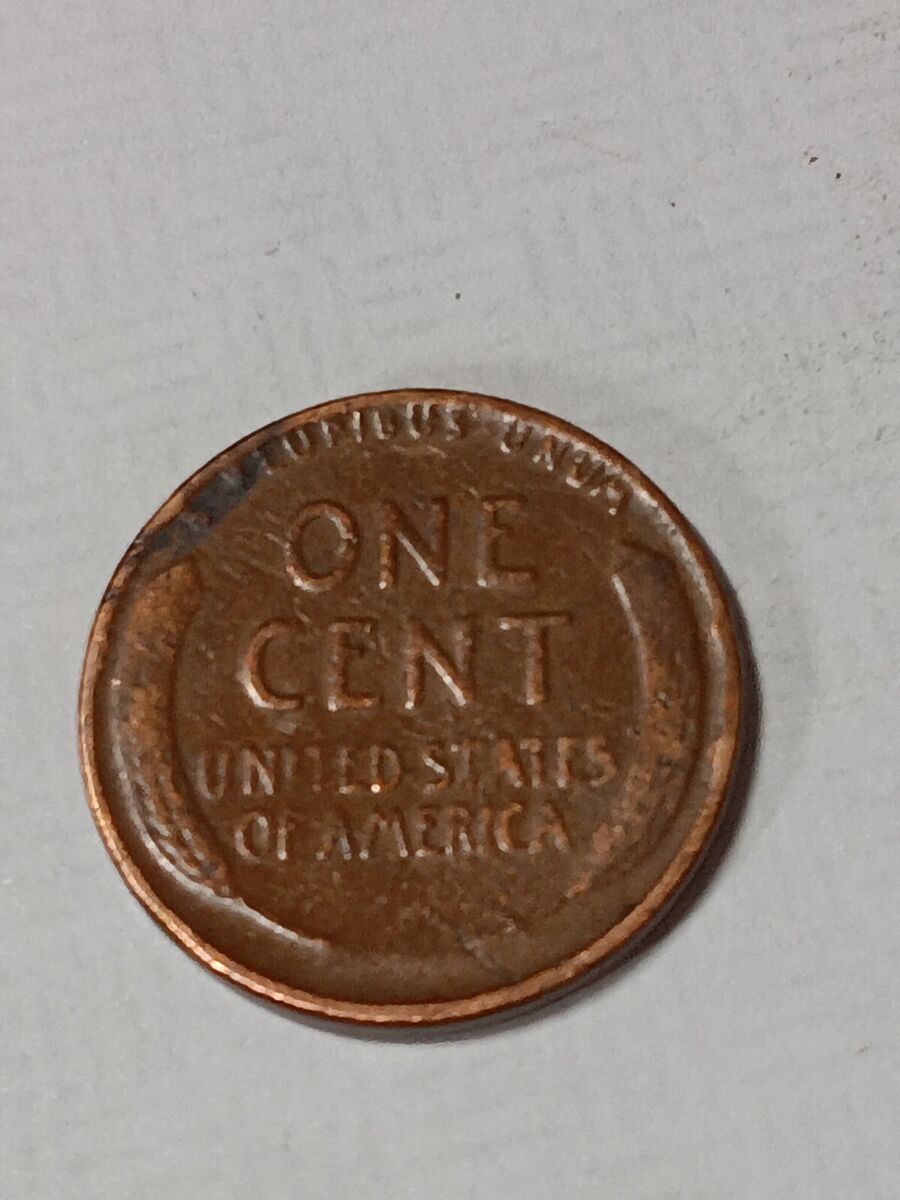 PLURIBUS UNUM
ONE
CENT
UNITED STATES
OF AMERICA